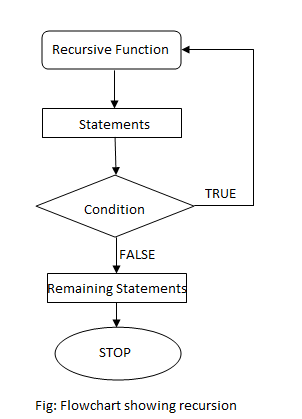 Recursive Function
Statements
TRUE
Condition
FALSE
Remaining Statements
STOP
Fig: Flowchart showing recursion